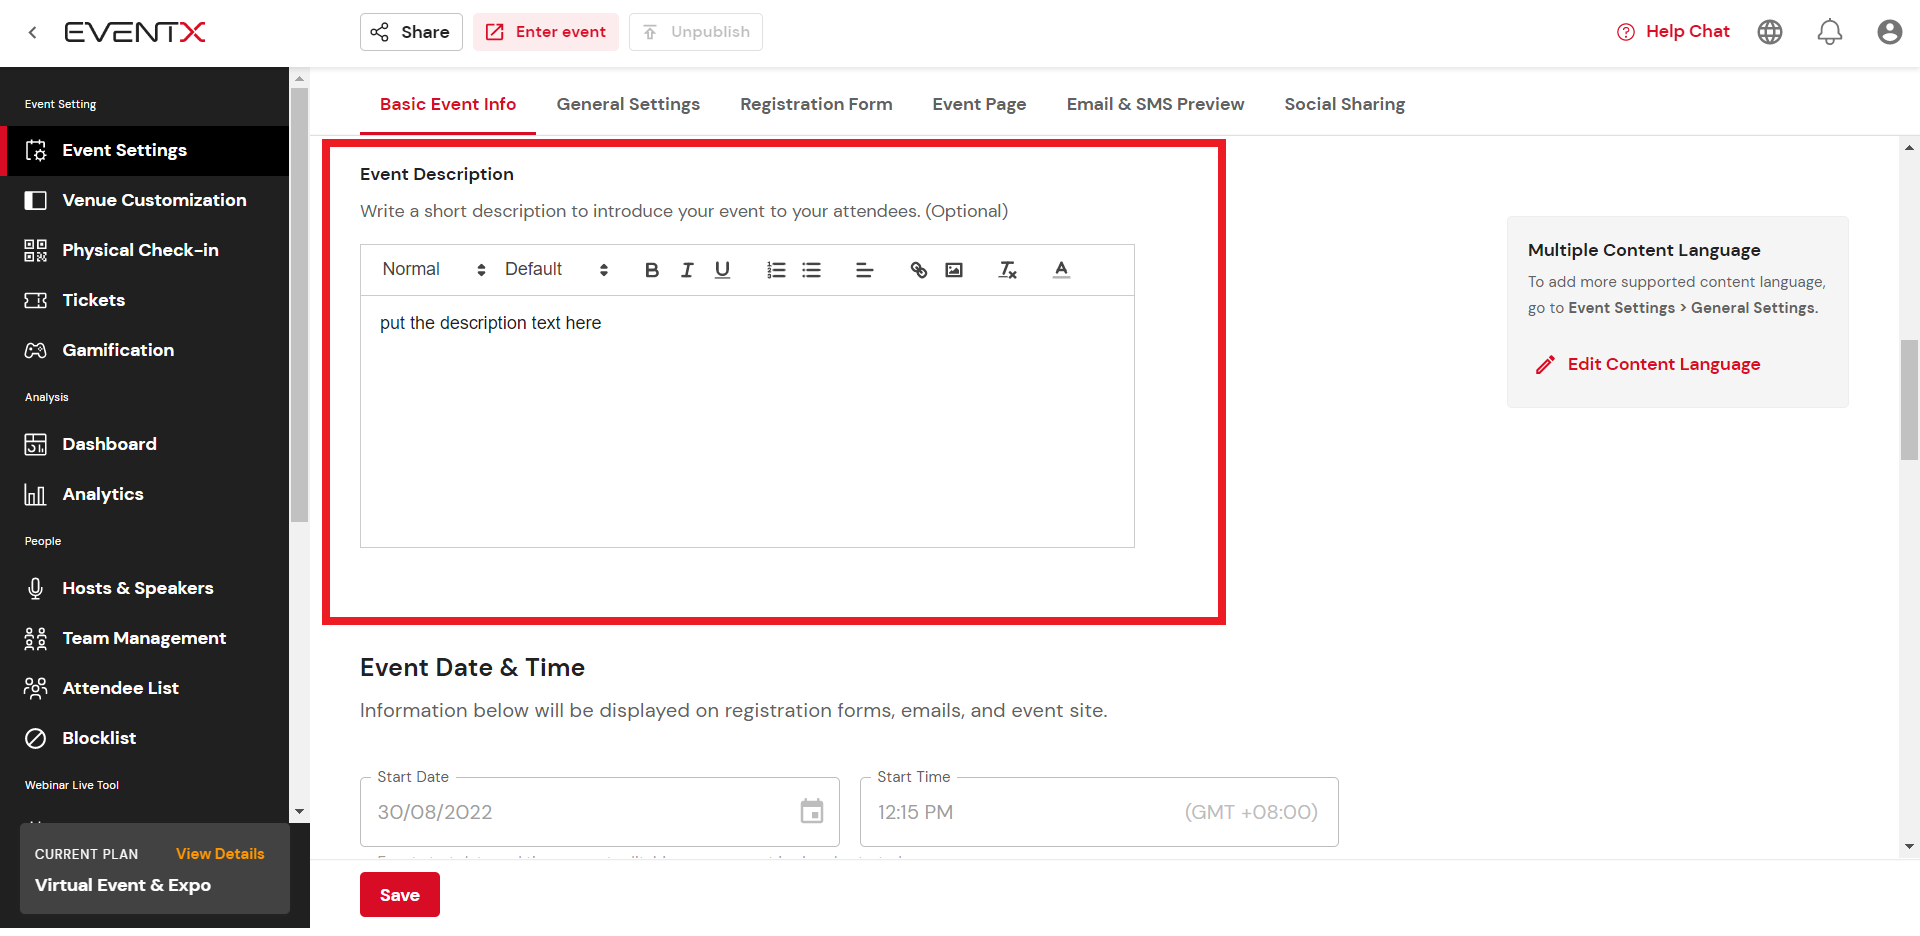 EVENTX
Share
Enter event
Unpublish
Help Chat
Event Setting
Event Settings
Venue Customization
Physical Check-in
Tickets
Gamification
Analysis
Dashboard
Analytics
People
Hosts & Speakers
Team Management
Attendee List
Blocklist
Webinar Live Tool
CURRENT PLAN View Details
Virtual Event & Expo
Basic Event Info
General Settings
Registration Form
Event Page
Email & SMS Preview
Social Sharing
Event Description
Write a short description to introduce your event to your attendees. (Optional)
Normal Default
put the description text here
Multiple Content Language
To add more supported content language,
go to Event Settings > General Settings.
Edit Content Language
Event Date & Time
Information below will be displayed on registration forms, emails, and event site.
Start Date
30/08/2022
Start Time
12:15 PM (GMT +08:00)
Save